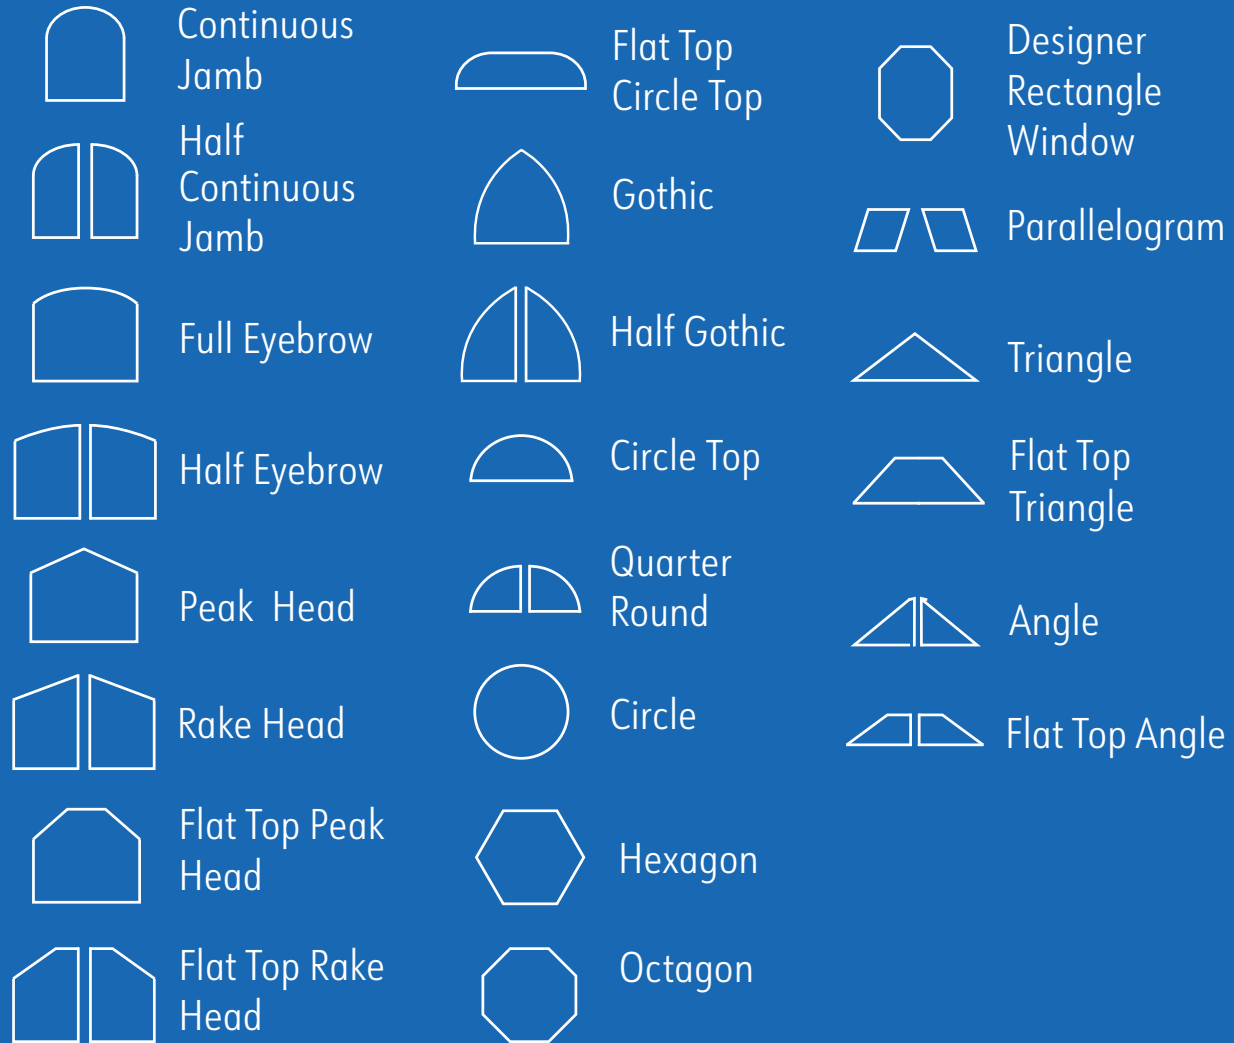 Continuous
Jamb
Half
Continuous
Jamb
Full Eyebrow
Half Eyebrow
Peak  Head
Rake Head
Flat Top Peak
Head
Flat Top Rake
Head
Flat Top
Circle Top
Gothic
Half Gothic
Circle Top
Quarter
Round
Circle
Hexagon
Octagon
Designer
Rectangle
Window
Parallelogram
Triangle
Flat Top
Triangle
Angle
Flat Top Angle